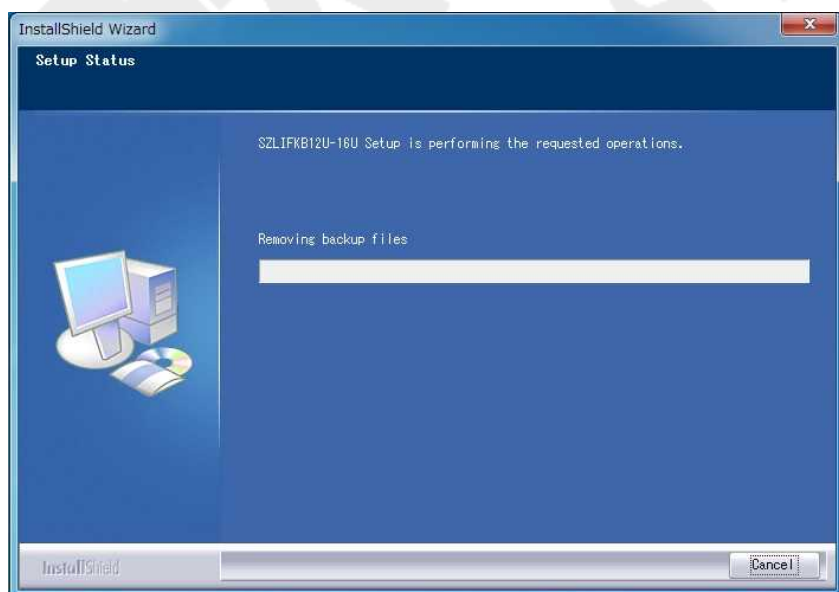 InstallShield Wizard
Setup Status
SZLIFKB12U-16U Setup is performing the requested operations.
Removing backup files
InstallShield
Cancel